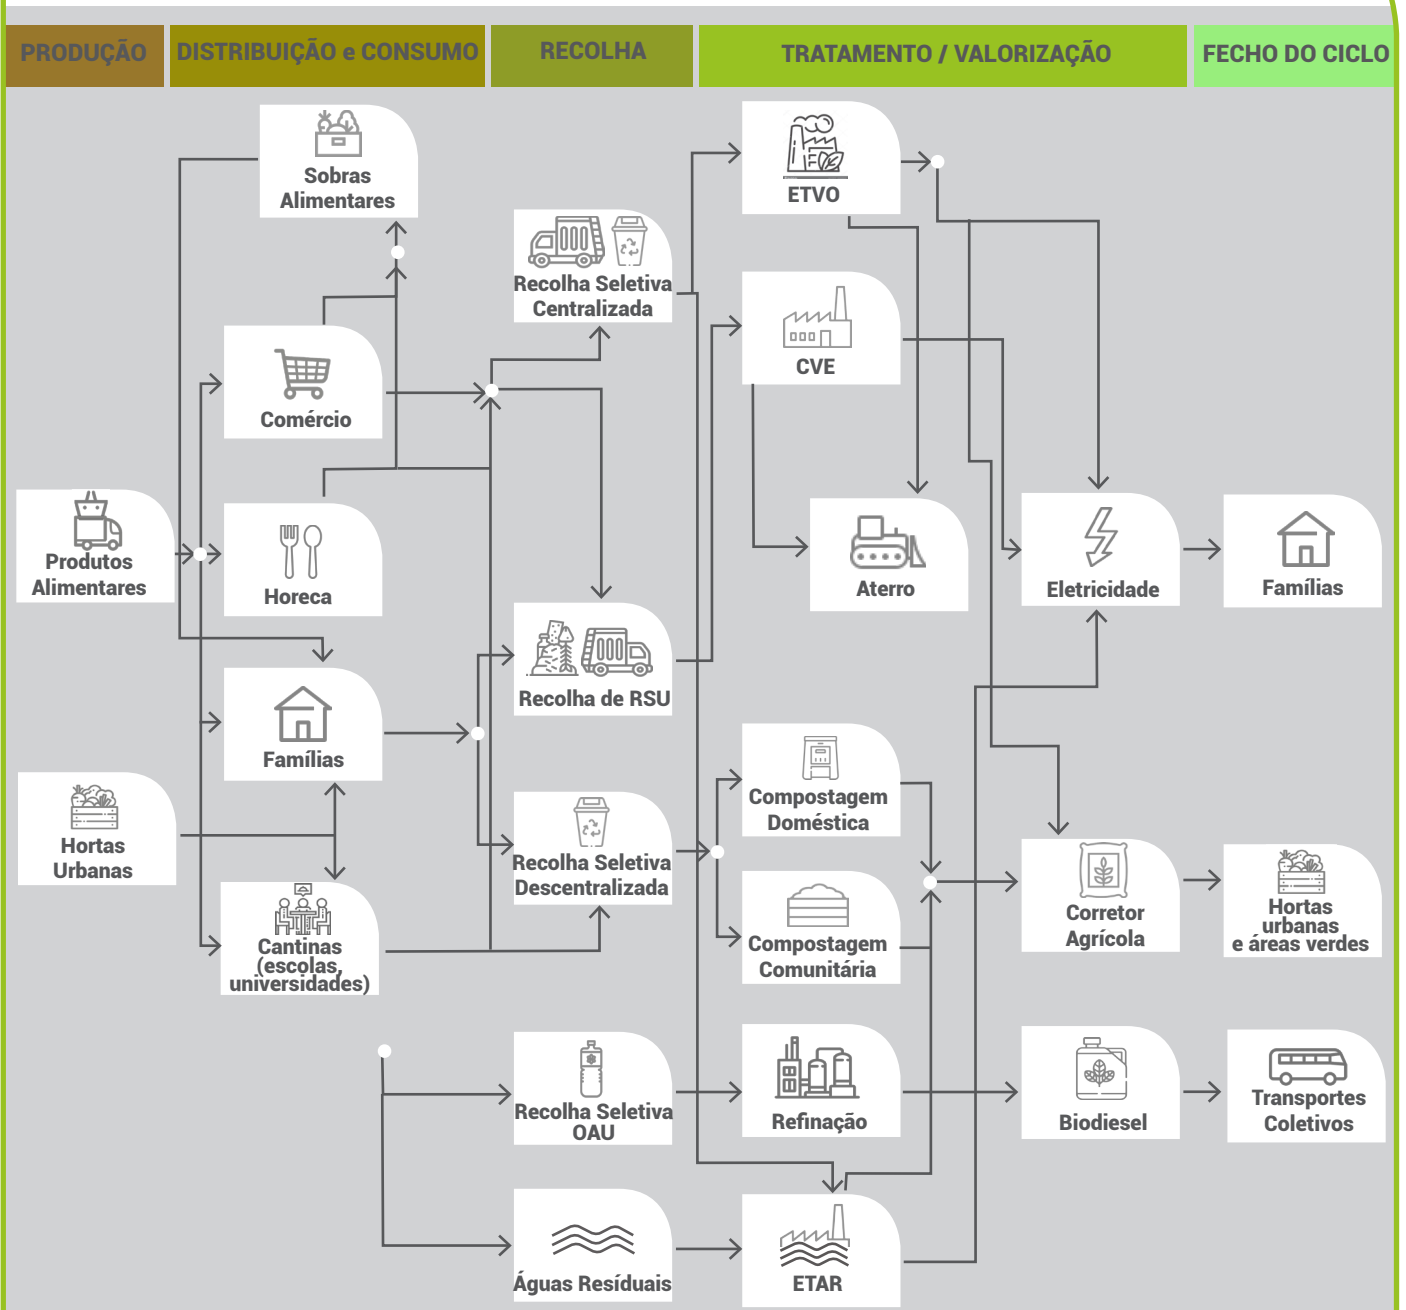 PRODUÇÃO
DISTRIBUIÇÃO e CONSUMO
RECOLHA
TRATAMENTO / VALORIZAÇÃO
FECHO DO CICLO
Produtos
Alimentares
Hortas
Urbanas
Sobras
Alimentares
Comércio
Horeca
Famílias
Cantinas
(escolas,
universidades)
Recolha Seletiva
Centralizada
Recolha de RSU
Recolha Seletiva
Descentralizada
Recolha Seletiva
OAU
Águas Resíduais
ETVO
CVE
Aterro
Compostagem
Doméstica
Compostagem
Comunitária
Refinação
ETAR
Eletricidade
Corretor
Agrícola
Biodiesel
Famílias
Hortas
urbanas
e áreas verdes
Transportes
Coletivos